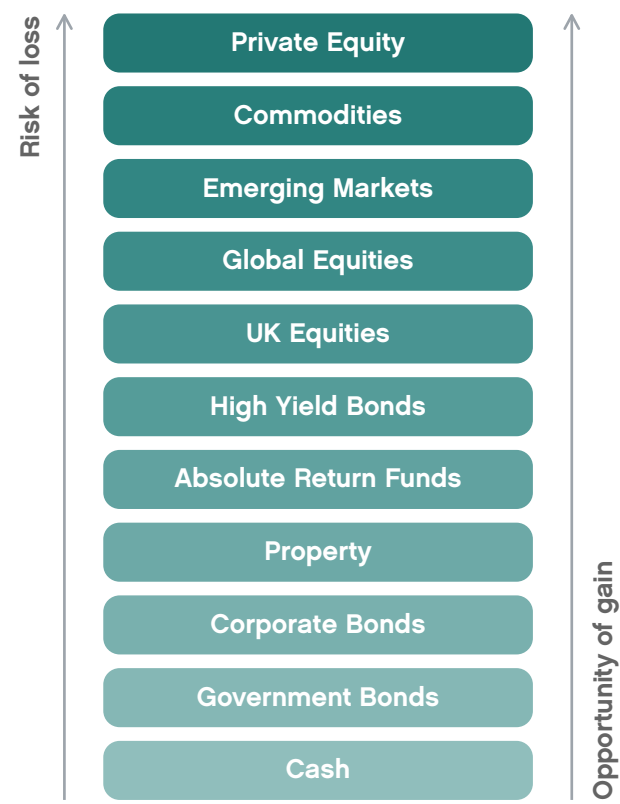 Risk of loss
Private Equity
Commodities
Emerging Markets
Global Equities
UK Equities
High Yield Bonds
Absolute Return Funds
Property
Corporate Bonds
Government Bonds
Cash
Opportunity of gain